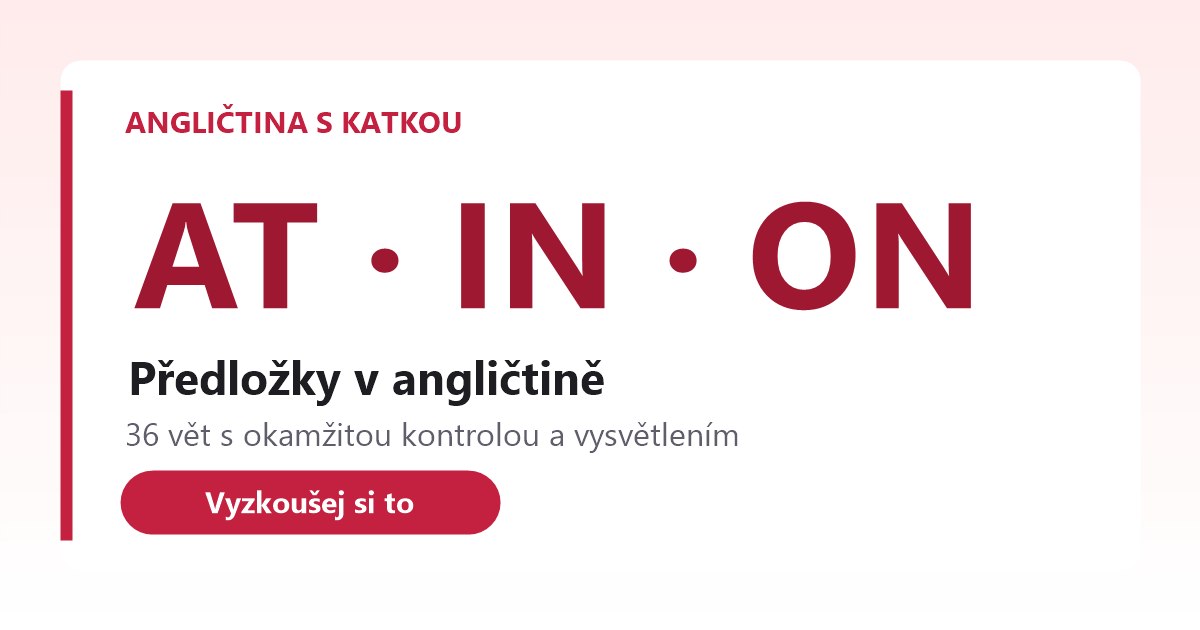 ANGLIČTINA S KATKOU
AT · IN · ON
Předložky v angličtině
36 vět s okamžitou kontrolou a vysvětlením
Vyzkoušej si to